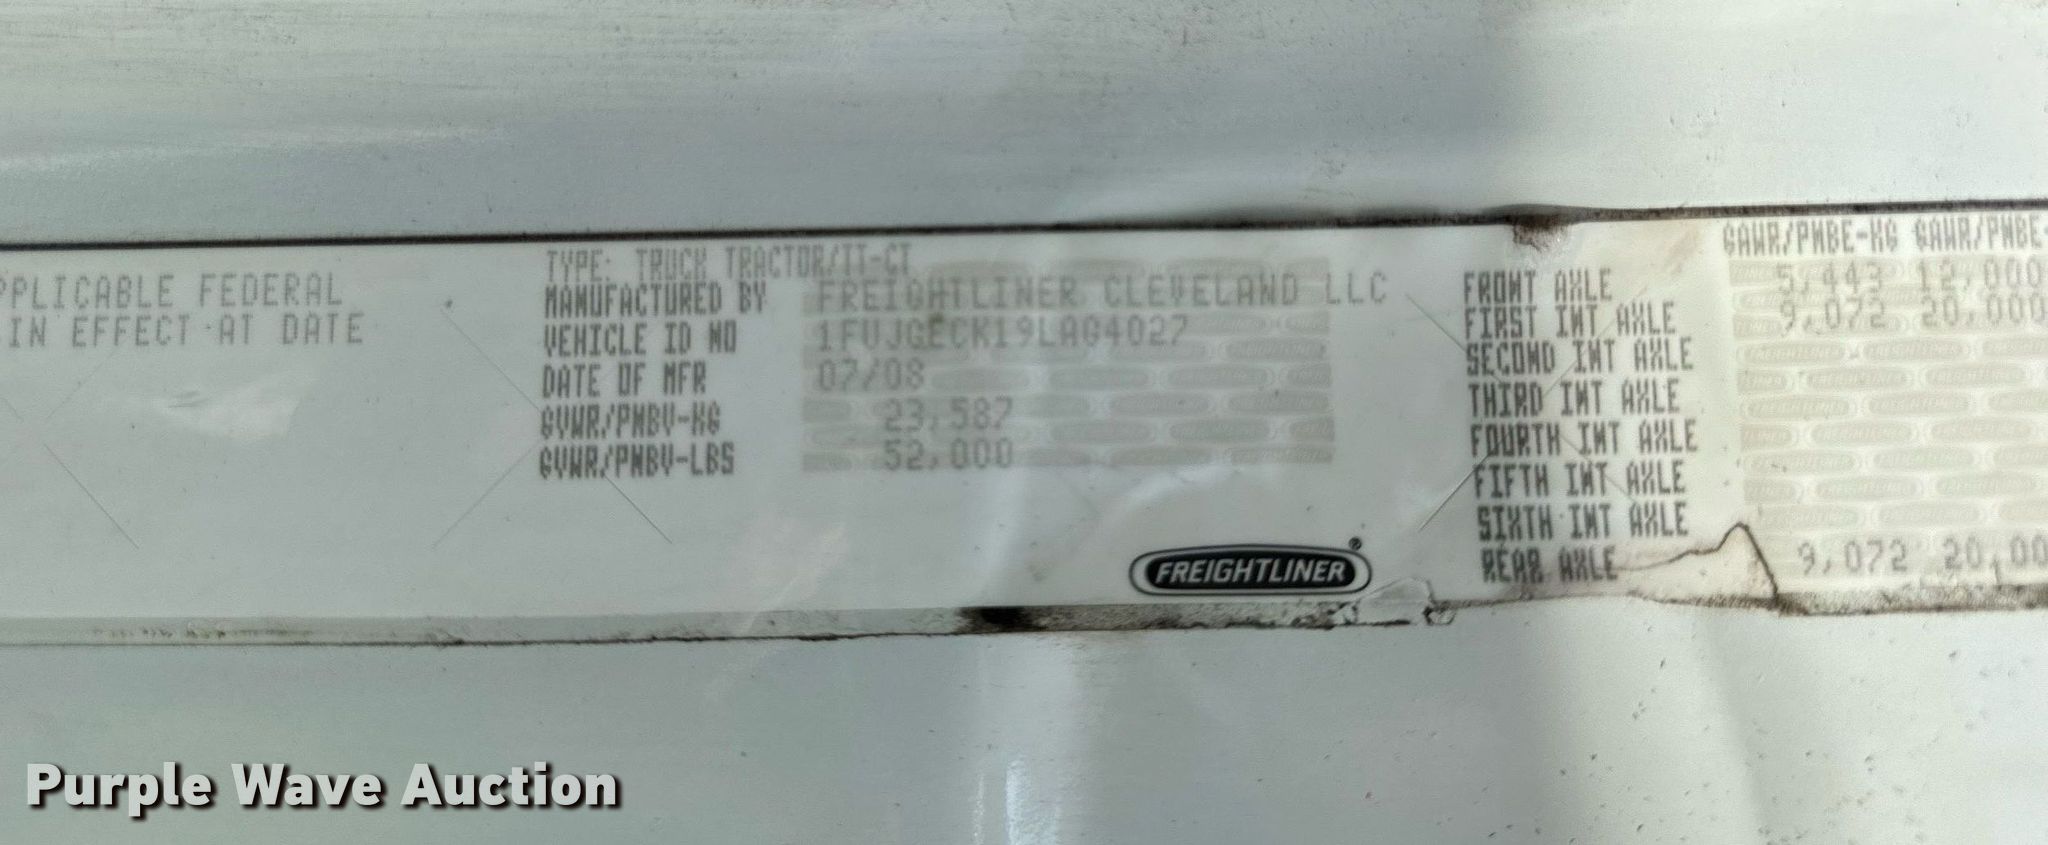 PPLICABLE FEDERAL
IN EFFECT AT DATE
TYPE: TRUCK TRACTOR/TT-CT
MANUFACTURED BY FREIGHTLINER CLEVELAND LLC
VEHICLE ID NO 1FUJGECK19LAG4027
DATE OF MFR 07/08
GVWR/PNBV-KG 23,587
GVWR/PNBV-LBS 52,000
FREIGHTLINER®
GAWR/PNBE-KG GAWR/PNBE-
FRONT AXLE 5,443 12,000
FIRST INT AXLE 9,072 20,000
SECOND INT AXLE
THIRD INT AXLE
FOURTH INT AXLE
FIFTH INT AXLE
SIXTH INT AXLE
REAR AXLE 9,072 20,00
Purple Wave Auction